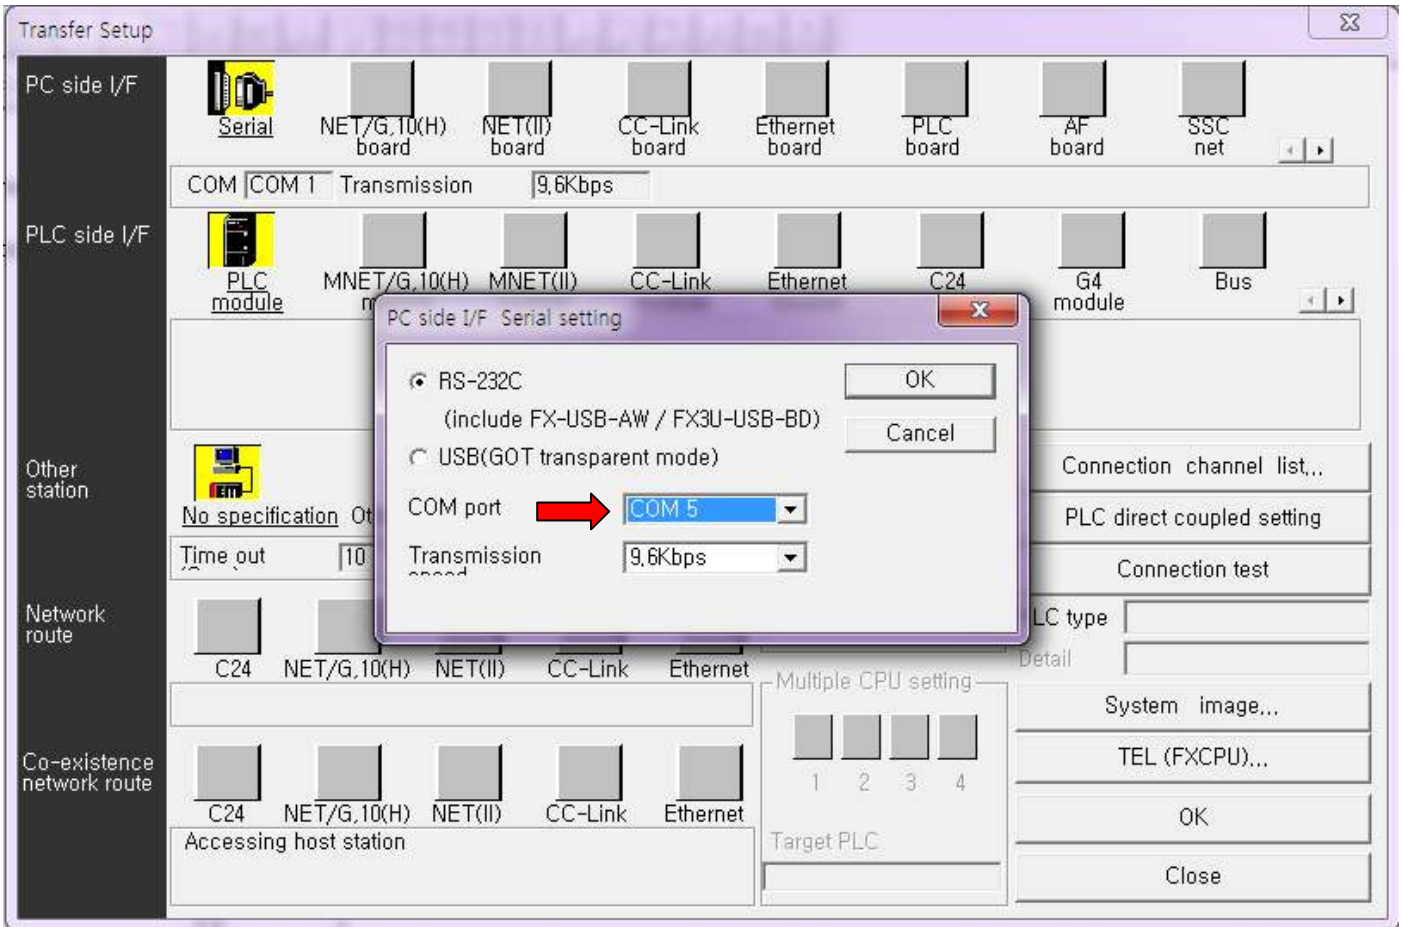 Transfer Setup
PC side I/F
Serial
NET/G,10(H)
board
NET(II)
board
CC-Link
board
Ethernet
board
PLC
board
AF
board
SSC
net
COM COM 1 Transmission 9,6Kbps
PLC side I/F
PLC
module
MNET/G,10(H)
MNET(II)
CC-Link
Ethernet
C24
G4
module
Bus
PC side I/F Serial setting
RS-232C
(include FX-USB-AW / FX3U-USB-BD)
USB(GOT transparent mode)
COM port COM 5
Transmission 9,6Kbps
OK
Cancel
Other
station
No specification
Time out 10
Connection channel list,,,
PLC direct coupled setting
Connection test
LC type
Detail
System image,,,
TEL (FXCPU),,,
OK
Close
Network
route
C24 NET/G,10(H) NET(II) CC-Link Ethernet
Multiple CPU setting
1 2 3 4
Target PLC
Co-existence
network route
C24 NET/G,10(H) NET(II) CC-Link Ethernet
Accessing host station